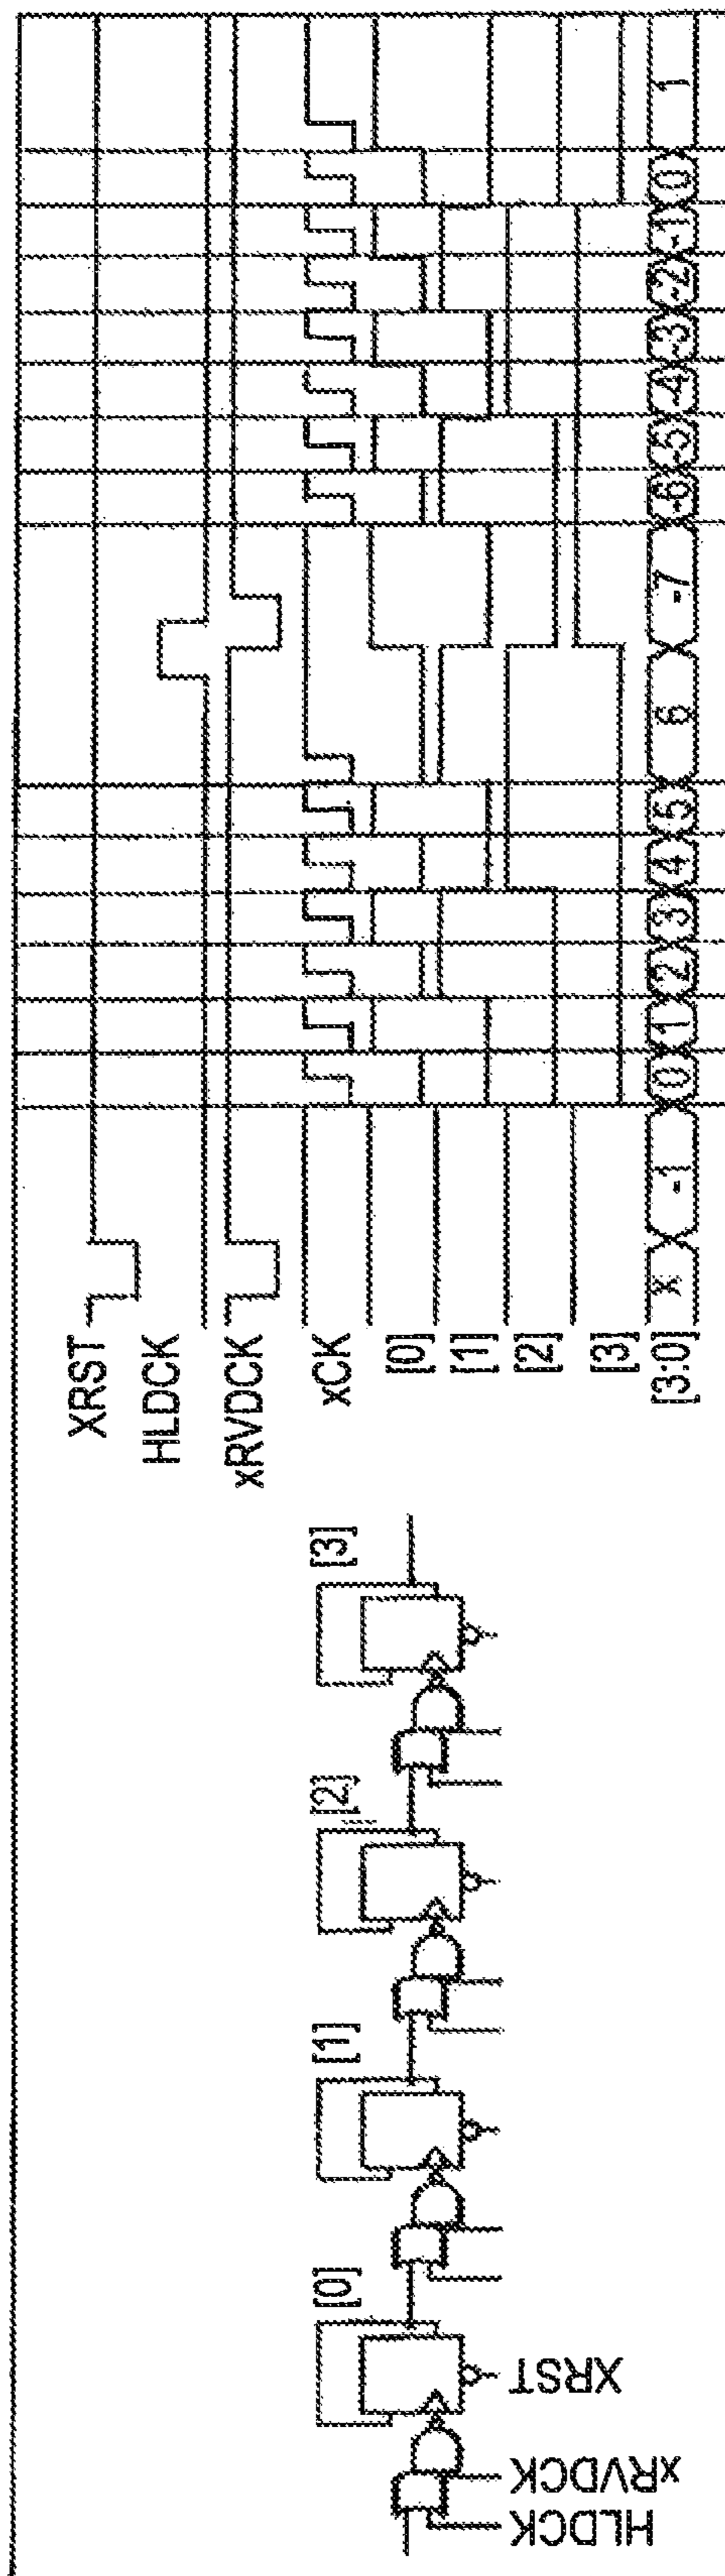 XRST
HLDCK
xRVDCK
xCK
[0]
[1]
[2]
[3]
[3:0] X -1 0 1 2 3 4 5 6 -7 -6 -5 -4 -3 -2 -1 0 1
[0] [1] [2] [3]
HLDCK
xRVDCK
XRST